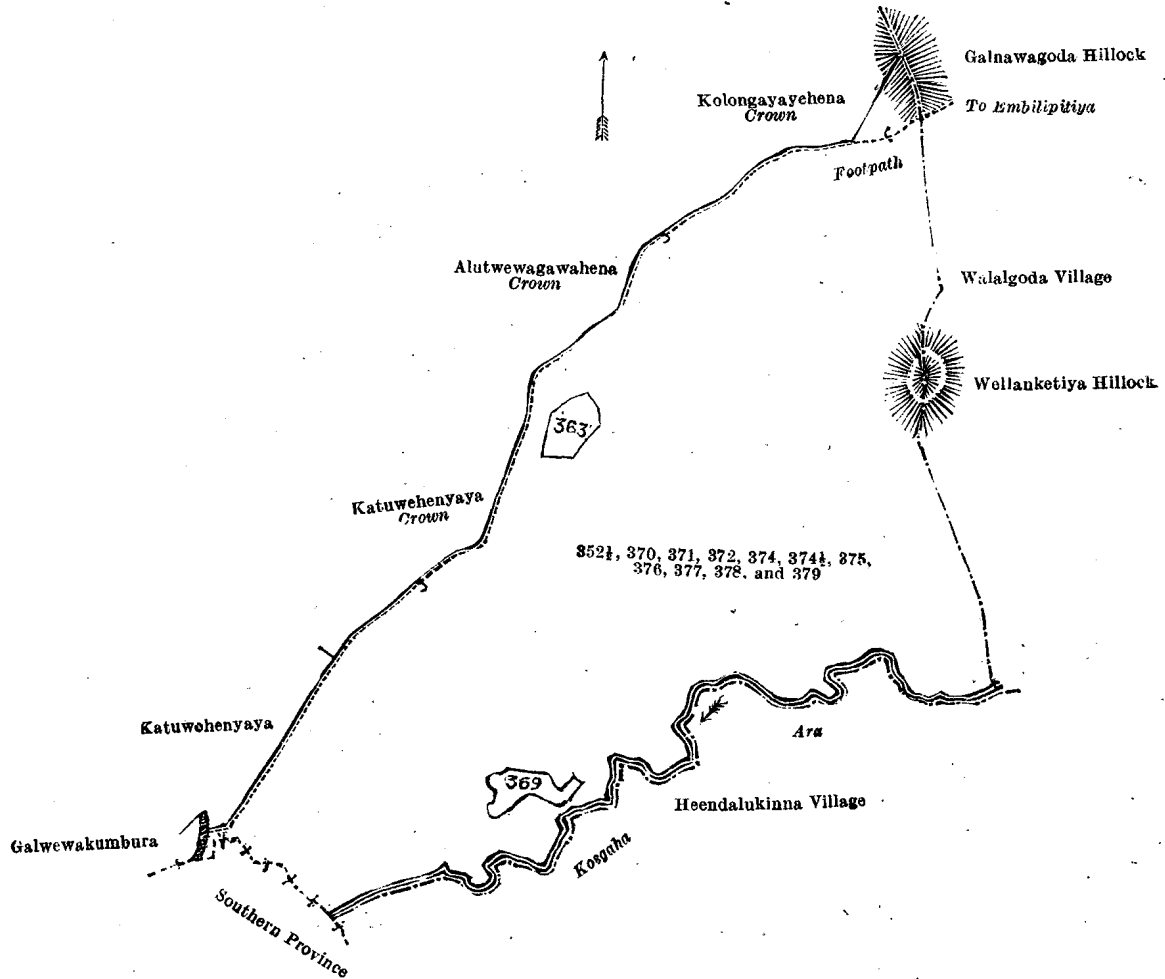 Galnawagoda Hillock
Kolongayayehena
Crown
To Embilipitiya
Footpath
Alutwewagawahena
Crown
Walalgoda Village
Wellanketiya Hillock
363
Katuwehenyaya
Crown
352½, 370, 371, 372, 374, 374½, 375,
376, 377, 378, and 379
Katuwehenyaya
Ara
369
Heendalukinna Village
Galwewakumbura
Kosgaha
Southern Province